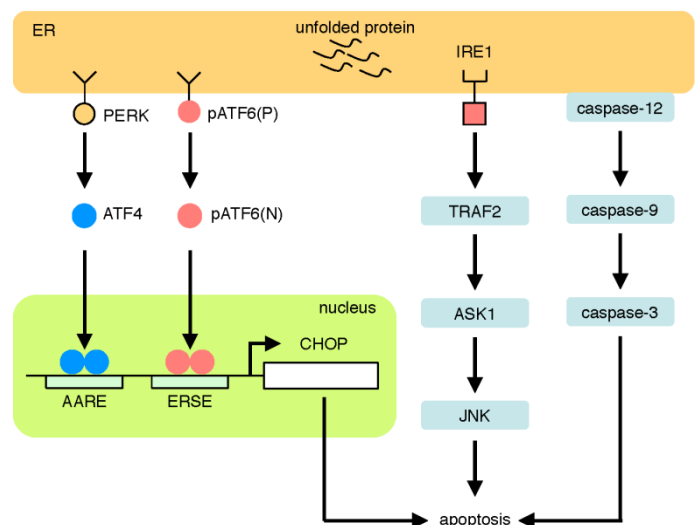 ER
unfolded protein
IRE1
PERK
pATF6(P)
caspase-12
ATF4
pATF6(N)
TRAF2
caspase-9
nucleus
CHOP
ASK1
caspase-3
AARE
ERSE
JNK
apoptosis